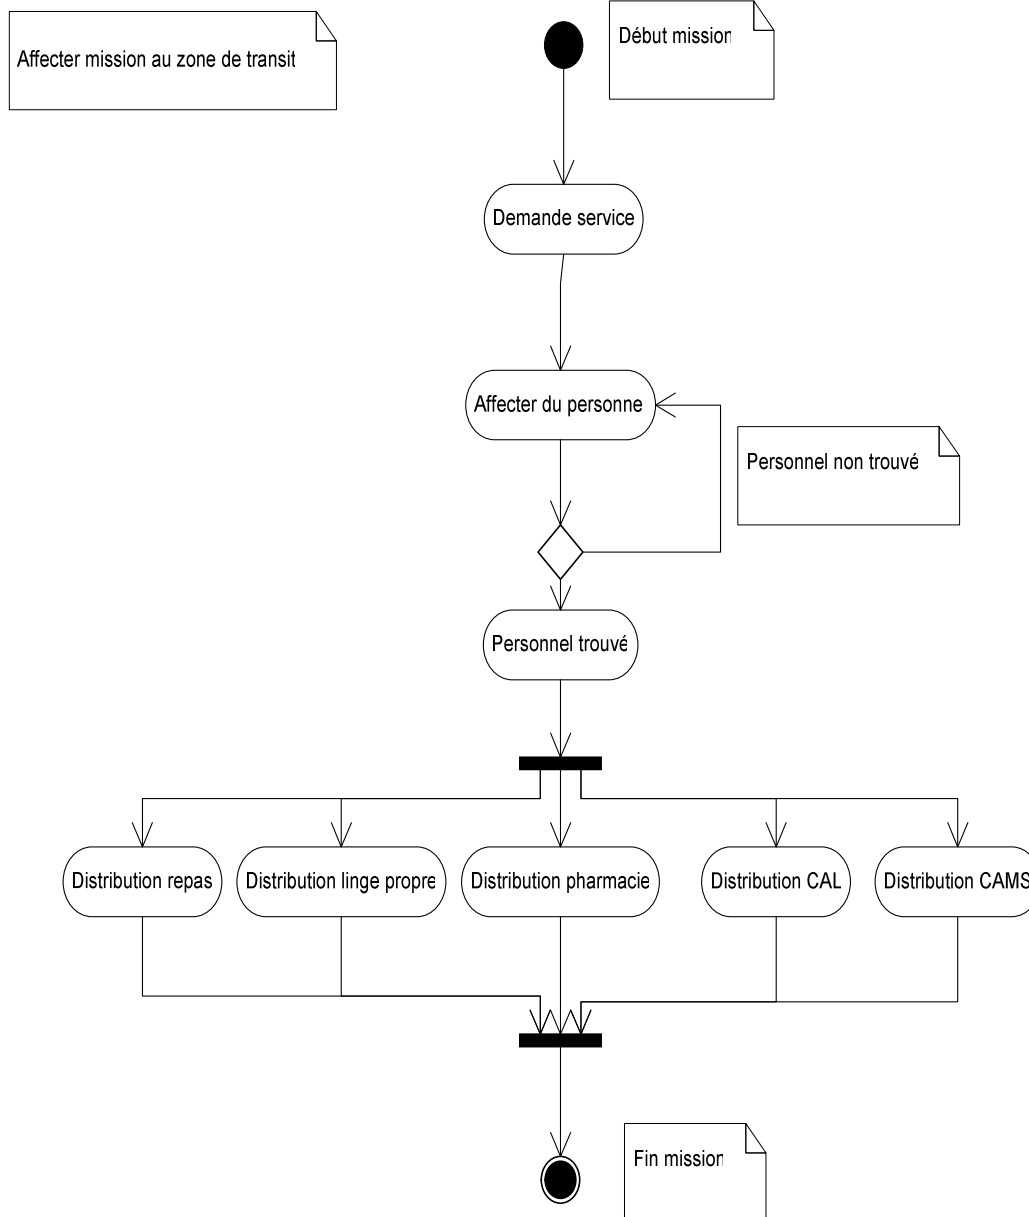 Affecter mission au zone de transit
Début mission
Demande service
Affecter du personne
Personnel non trouvé
Personnel trouvé
Distribution repas
Distribution linge propre
Distribution pharmacie
Distribution CAL
Distribution CAMS
Fin mission